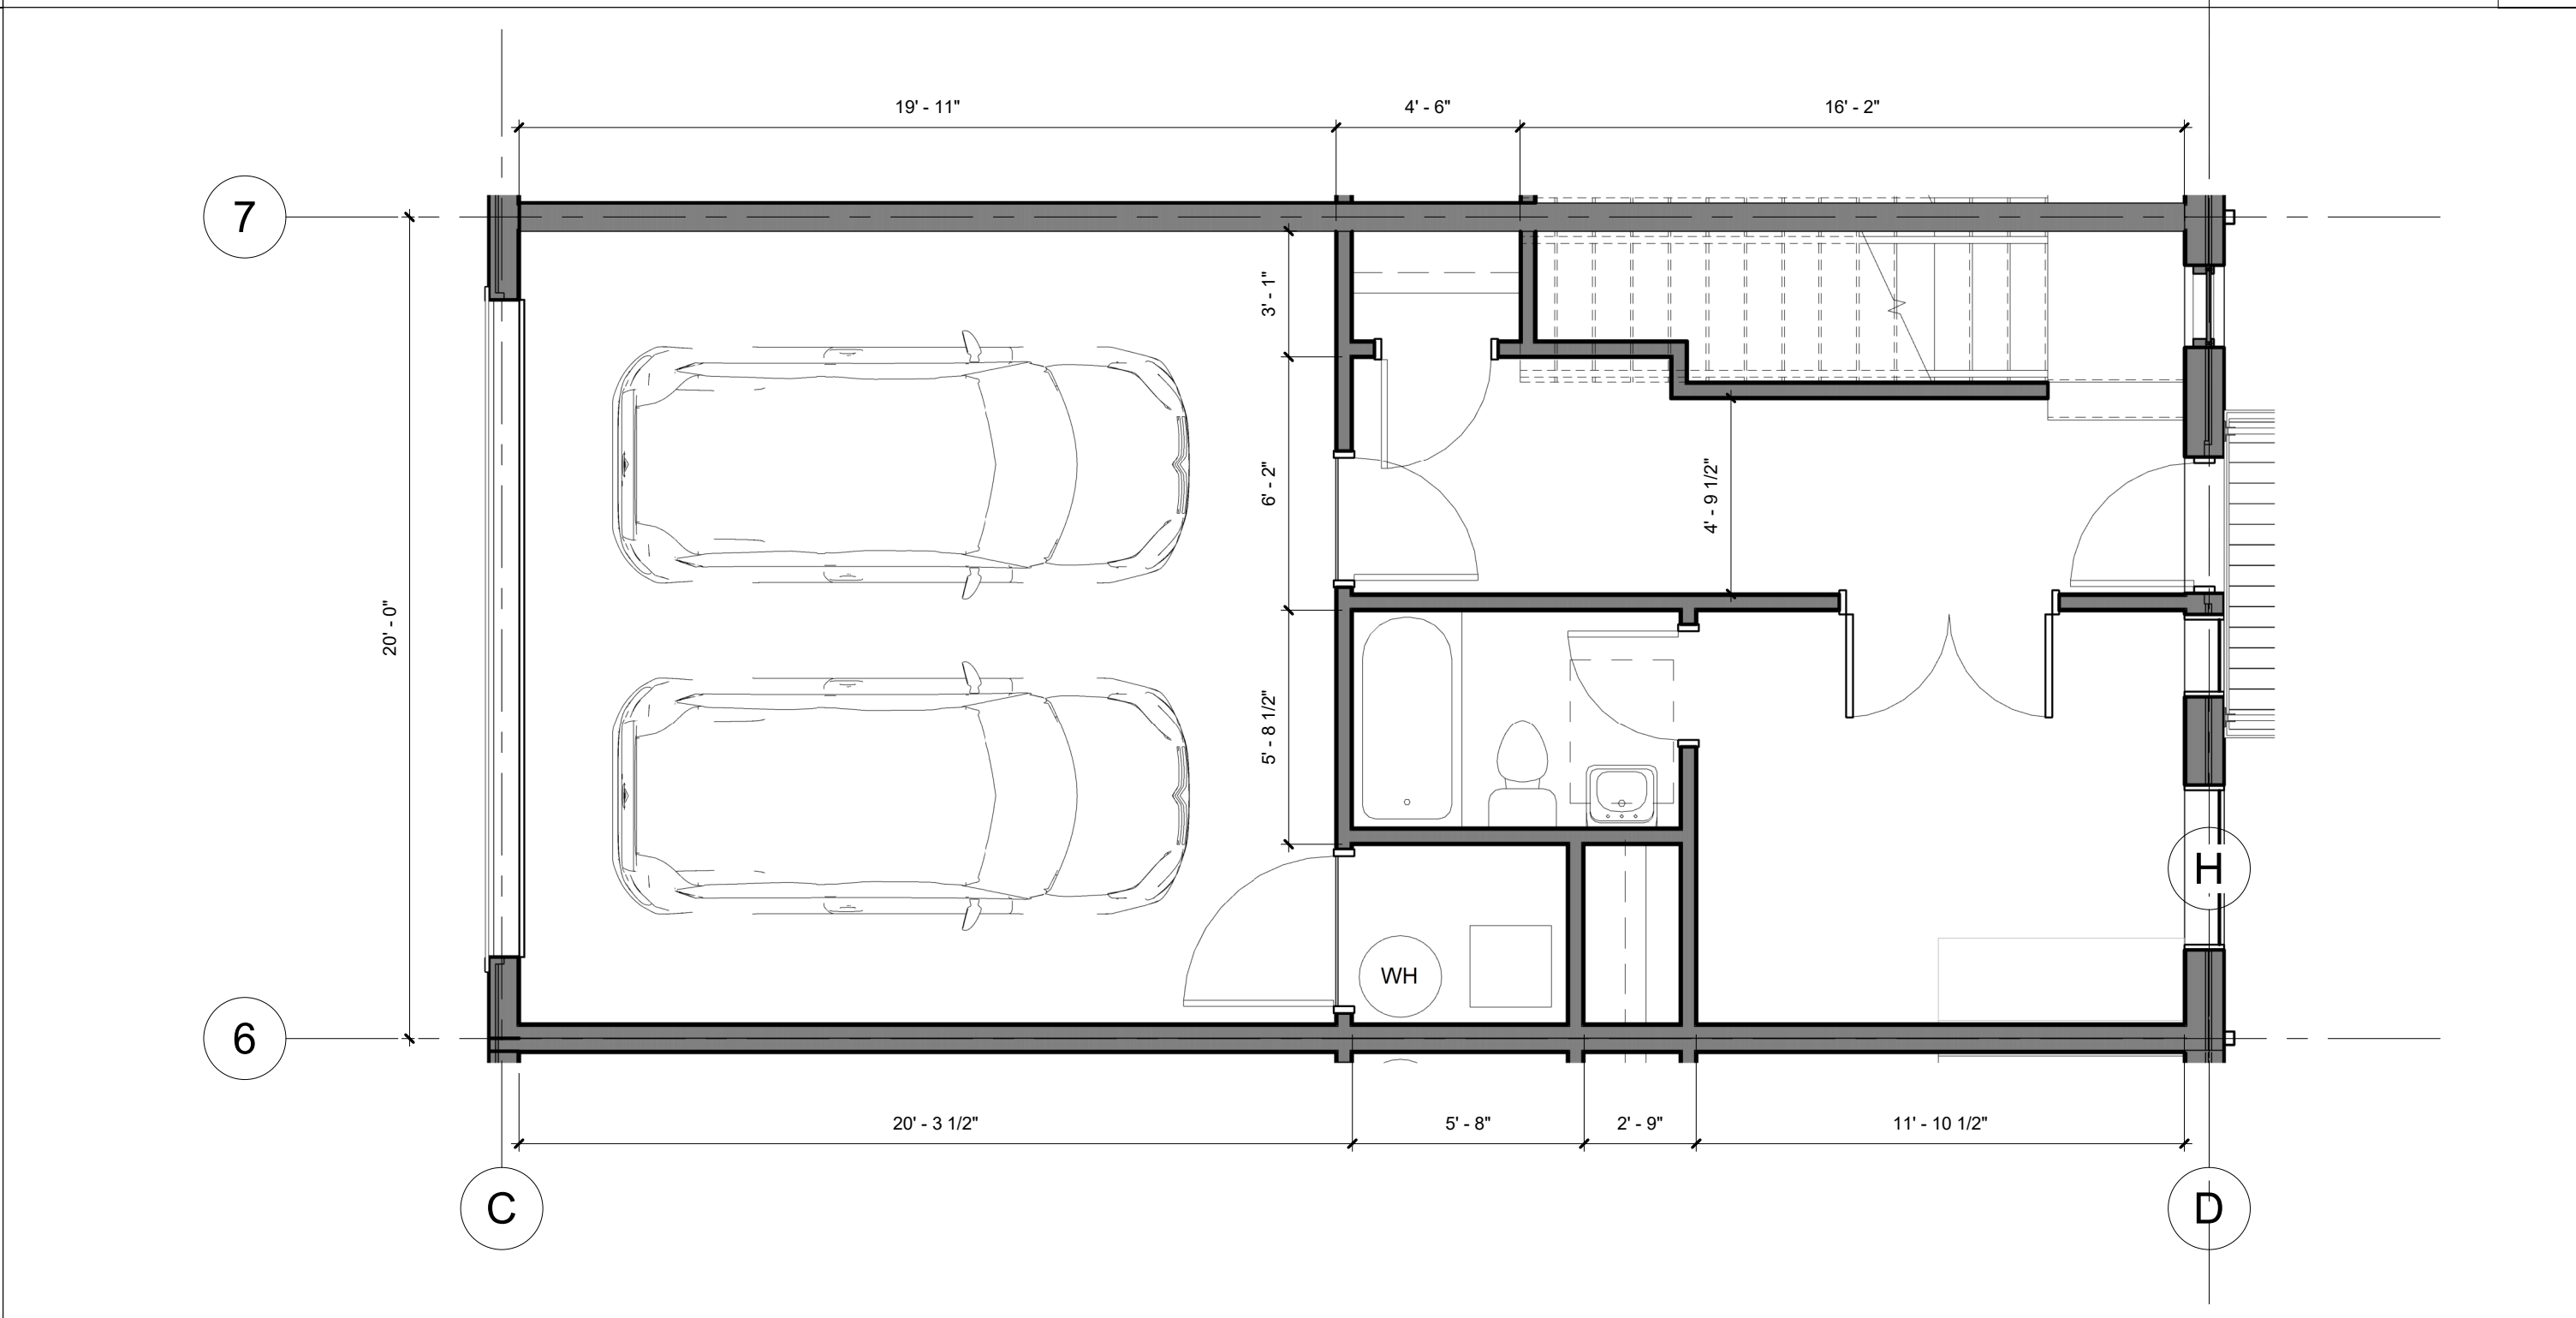 19' - 11"
4' - 6"
16' - 2"
7
3' - 1"
6' - 2"
4' - 9 1/2"
20' - 0"
5' - 8 1/2"
H
WH
6
20' - 3 1/2"
5' - 8"
2' - 9"
11' - 10 1/2"
C
D